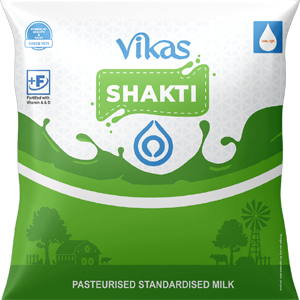 vikas
SHAKTI
+F
Fortified with
Vitamin A & D
PASTEURISED STANDARDISED MILK